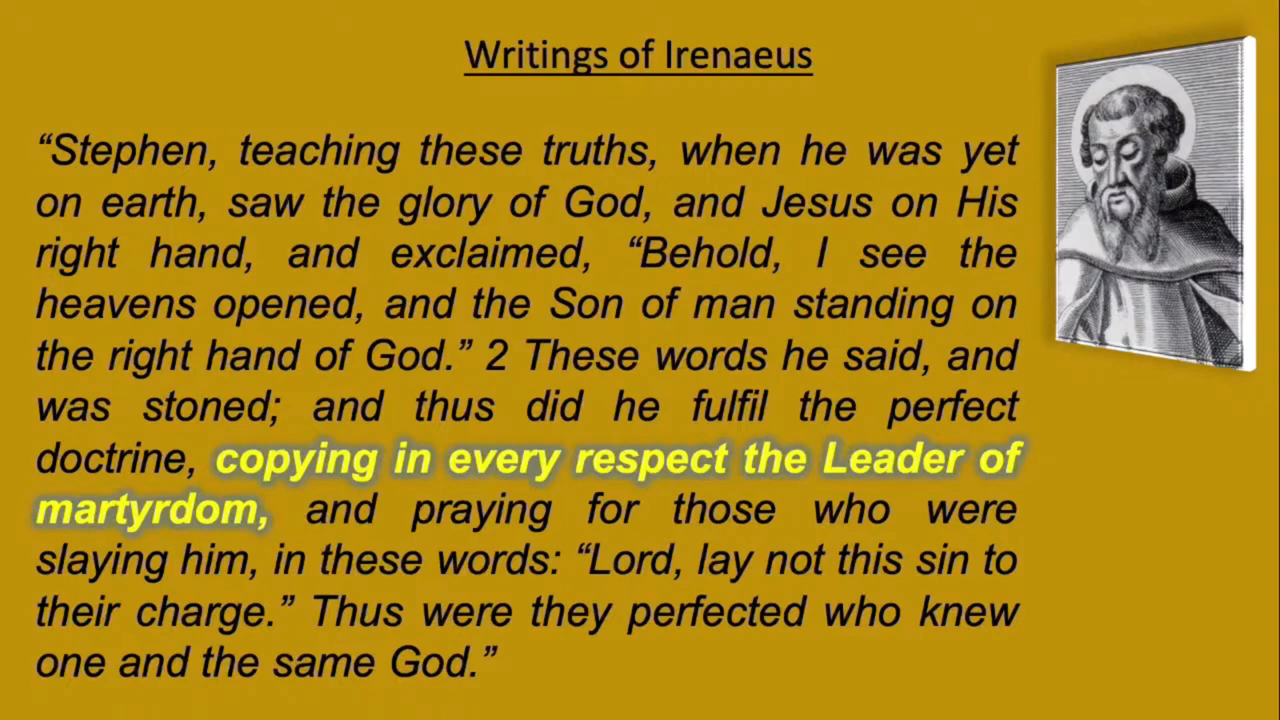 Writings of Irenaeus
“Stephen, teaching these truths, when he was yet
on earth, saw the glory of God, and Jesus on His
right hand, and exclaimed, “Behold, I see the
heavens opened, and the Son of man standing on
the right hand of God.” 2 These words he said, and
was stoned; and thus did he fulfil the perfect
doctrine, copying in every respect the Leader of
martyrdom, and praying for those who were
slaying him, in these words: “Lord, lay not this sin to
their charge.” Thus were they perfected who knew
one and the same God.”